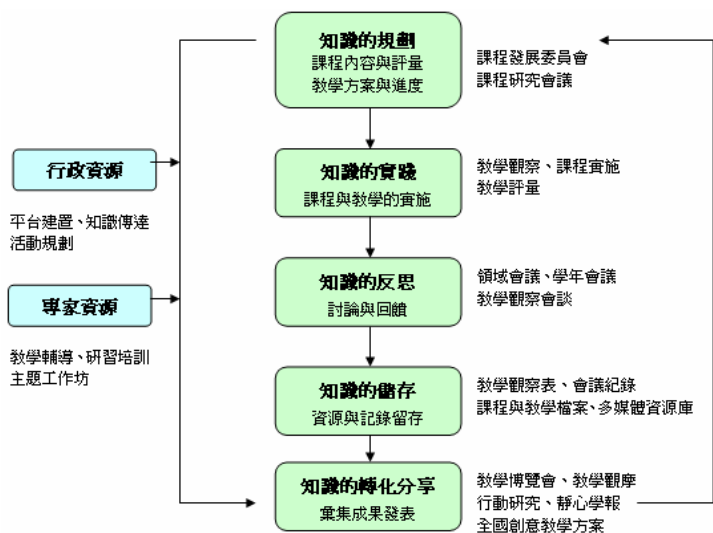 知識的規劃
課程內容與評量
教學方案與進度
課程發展委員會
課程研究會議
行政資源
平台建置、知識傳達
活動規劃
知識的實踐
課程與教學的實施
教學觀察、課程實施
教學評量
專家資源
教學輔導、研習培訓
主題工作坊
知識的反思
討論與回饋
領域會議、學年會議
教學觀察會談
知識的儲存
資源與記錄留存
教學觀察表、會議紀錄
課程與教學檔案、多媒體資源庫
知識的轉化分享
彙集成果發表
教學博覽會、教學觀摩
行動研究、靜心學報
全國創意教學方案